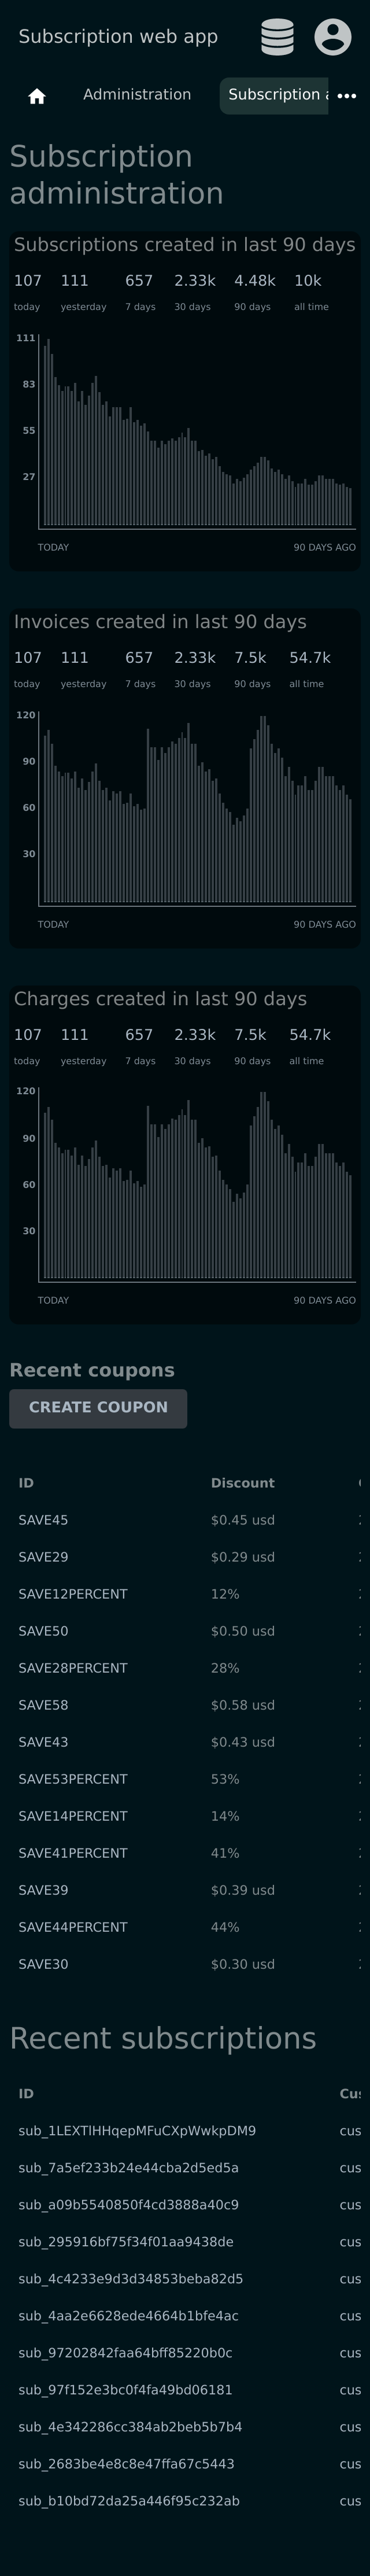 Subscription web app
Administration
Subscription
Subscription
administration
Subscriptions created in last 90 days
107 111 657 2.33k 4.48k 10k
today yesterday 7 days 30 days 90 days all time
111
83
55
27
TODAY 90 DAYS AGO
Invoices created in last 90 days
107 111 657 2.33k 7.5k 54.7k
today yesterday 7 days 30 days 90 days all time
120
90
60
30
TODAY 90 DAYS AGO
Charges created in last 90 days
107 111 657 2.33k 7.5k 54.7k
today yesterday 7 days 30 days 90 days all time
120
90
60
30
TODAY 90 DAYS AGO
Recent coupons
CREATE COUPON
ID Discount
SAVE45 $0.45 usd
SAVE29 $0.29 usd
SAVE12PERCENT 12%
SAVE50 $0.50 usd
SAVE28PERCENT 28%
SAVE58 $0.58 usd
SAVE43 $0.43 usd
SAVE53PERCENT 53%
SAVE14PERCENT 14%
SAVE41PERCENT 41%
SAVE39 $0.39 usd
SAVE44PERCENT 44%
SAVE30 $0.30 usd
Recent subscriptions
ID Cus
sub_1LEXTIHHqepMFuCXpWwkpDM9 cus
sub_7a5ef233b24e44cba2d5ed5a cus
sub_a09b5540850f4cd3888a40c9 cus
sub_295916bf75f34f01aa9438de cus
sub_4c4233e9d3d34853beba82d5 cus
sub_4aa2e6628ede4664b1bfe4ac cus
sub_97202842faa64bff85220b0c cus
sub_97f152e3bc0f4fa49bd06181 cus
sub_4e342286cc384ab2beb5b7b4 cus
sub_2683be4e8c8e47ffa67c5443 cus
sub_b10bd72da25a446f95c232ab cus